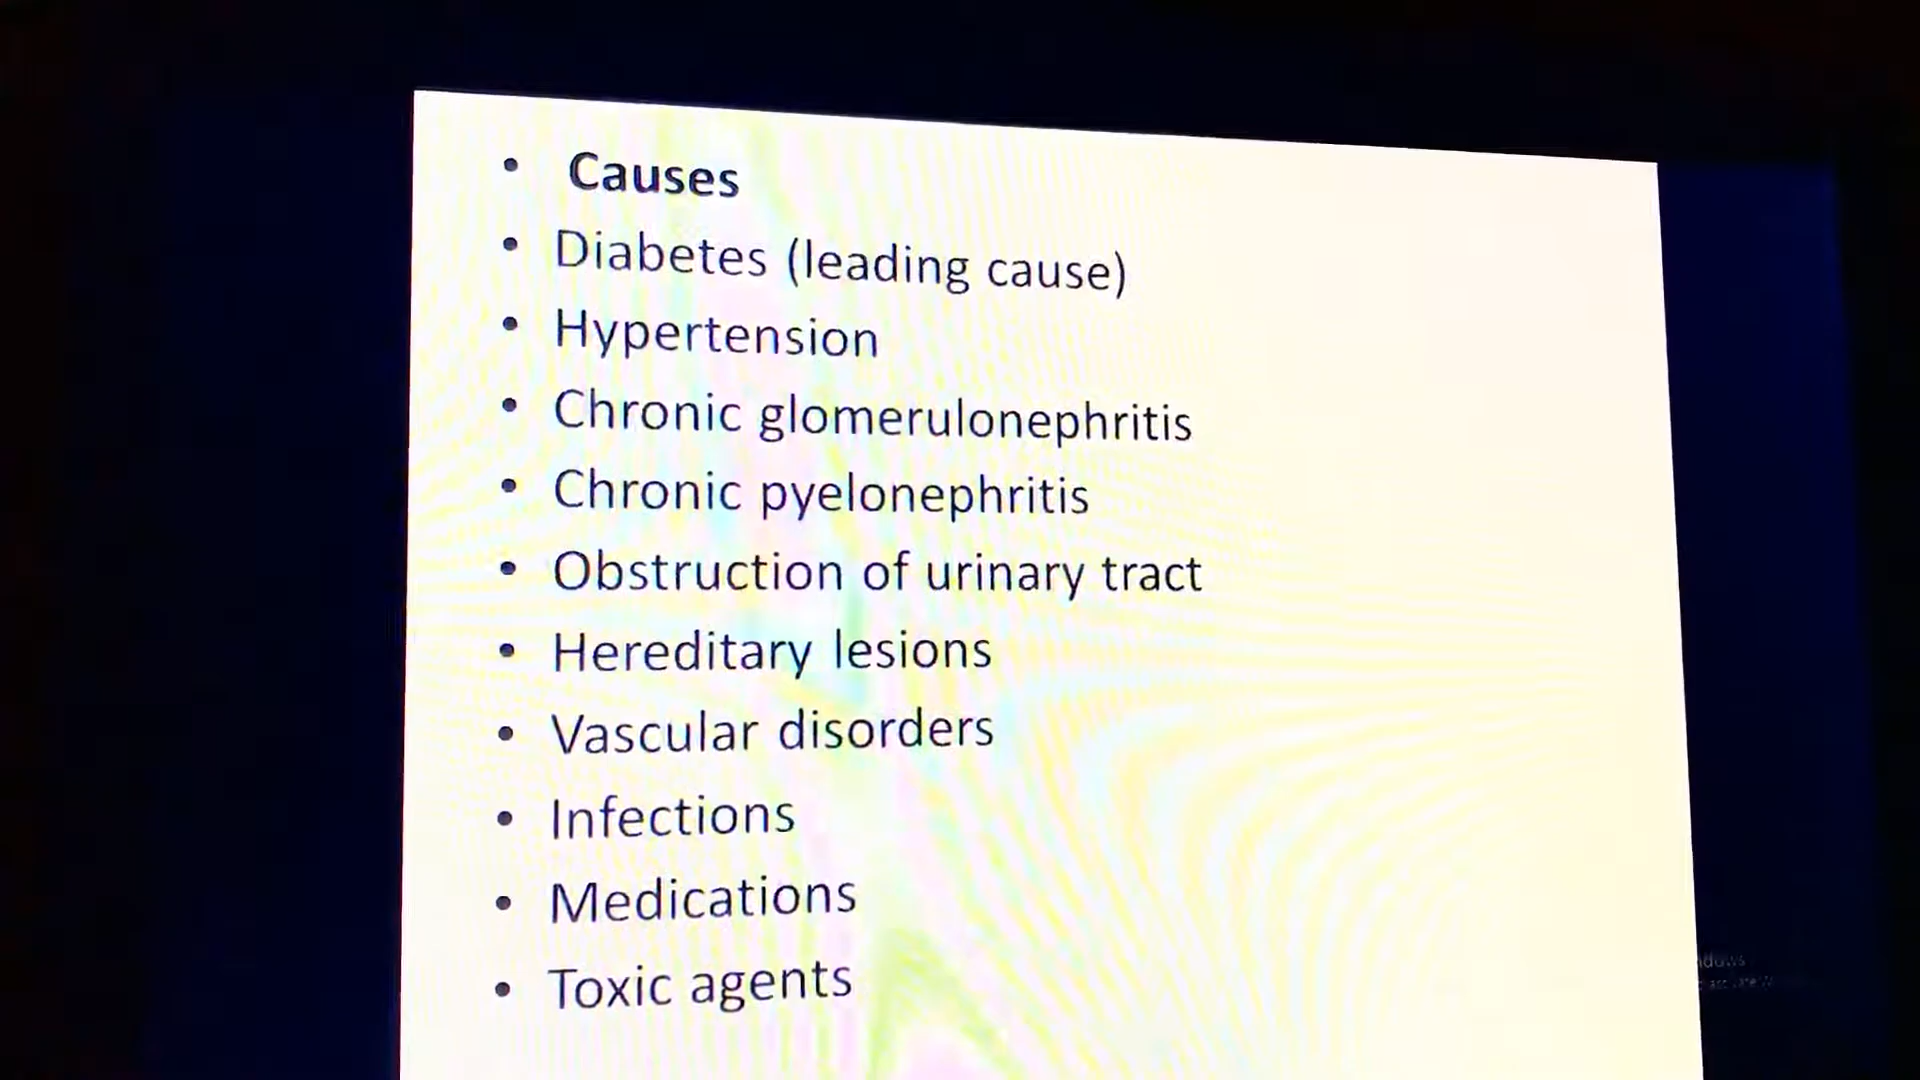 • Causes
• Diabetes (leading cause)
• Hypertension
• Chronic glomerulonephritis
• Chronic pyelonephritis
• Obstruction of urinary tract
• Hereditary lesions
• Vascular disorders
• Infections
• Medications
• Toxic agents